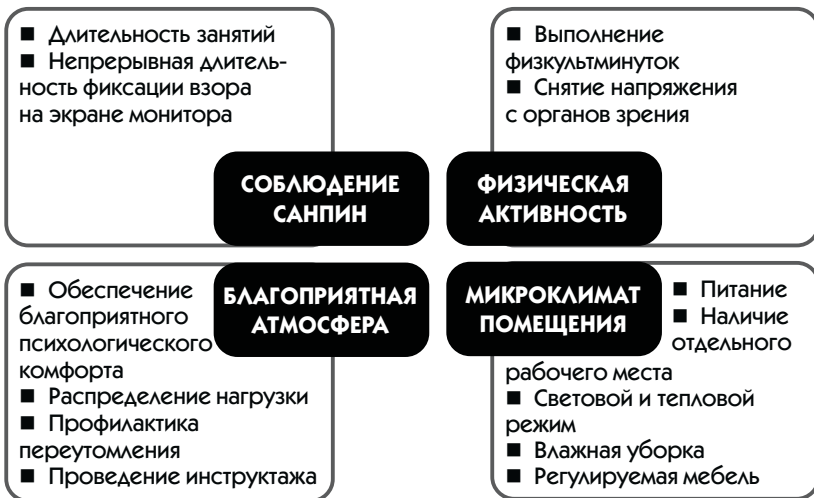 ■ Длительность занятий
■ Непрерывная длитель-
ность фиксации взора
на экране монитора
СОБЛЮДЕНИЕ
САНПИН
■ Выполнение
физкультминуток
■ Снятие напряжения
с органов зрения
ФИЗИЧЕСКАЯ
АКТИВНОСТЬ
■ Обеспечение
благоприятного
психологического
комфорта
■ Распределение нагрузки
■ Профилактика
переутомления
■ Проведение инструктажа
БЛАГОПРИЯТНАЯ
АТМОСФЕРА
МИКРОКЛИМАТ
ПОМЕЩЕНИЯ
■ Питание
■ Наличие
отдельного
рабочего места
■ Световой и тепловой
режим
■ Влажная уборка
■ Регулируемая мебель